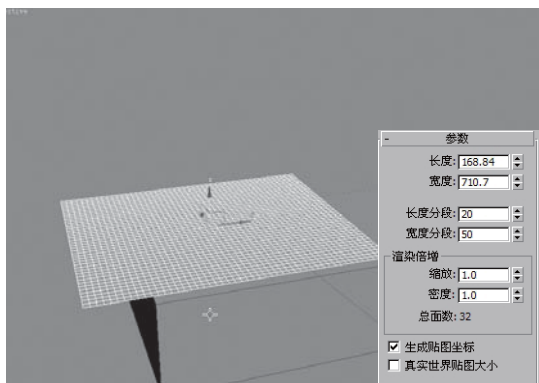 - 参数
长度: 168.84
宽度: 710.7
长度分段: 20
宽度分段: 50
渲染倍增
缩放: 1.0
密度: 1.0
总面数: 32
生成贴图坐标
真实世界贴图大小